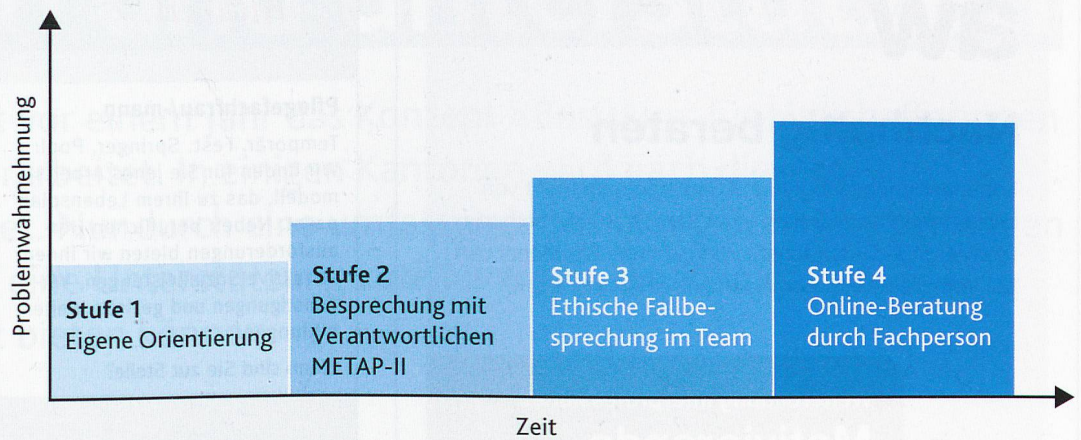 Problemwahrnehmung
Stufe 1
Eigene Orientierung
Stufe 2
Besprechung mit
Verantwortlichen
METAP-II
Stufe 3
Ethische Fallbe-
sprechung im Team
Stufe 4
Online-Beratung
durch Fachperson
Zeit